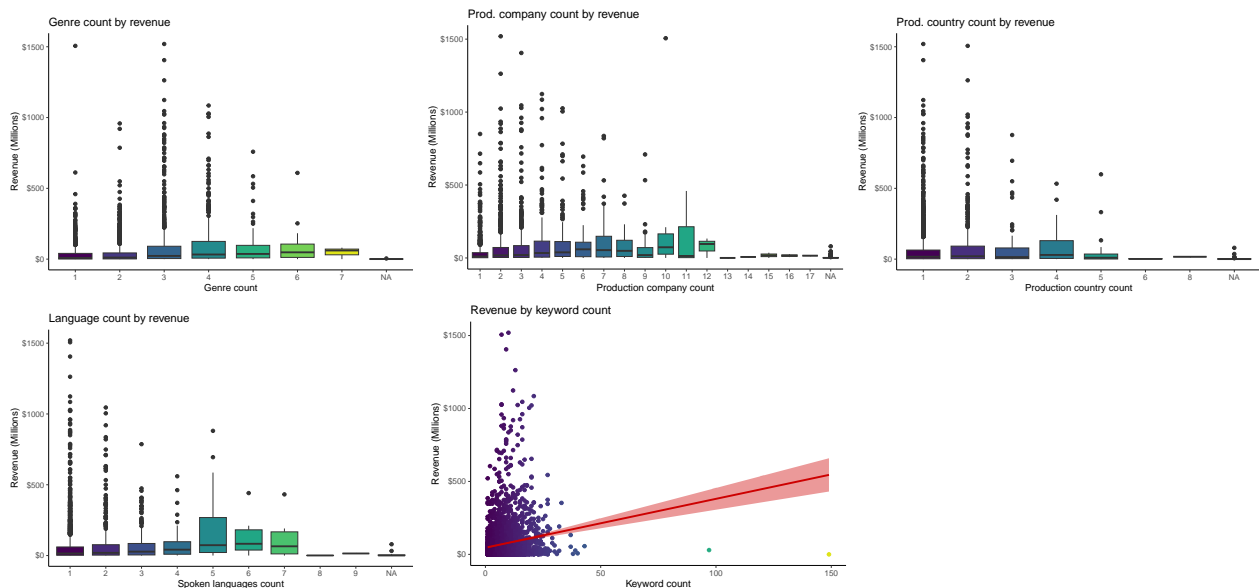 Genre count by revenue
$1500
$1000
$500
$0
Revenue (Millions)
1 2 3 4 5 6 7 NA
Genre count
Prod. company count by revenue
$1500
$1000
$500
$0
Revenue (Millions)
1 2 3 4 5 6 7 8 9 10 11 12 13 14 15 16 17 NA
Production company count
Prod. country count by revenue
$1500
$1000
$500
$0
Revenue (Millions)
1 2 3 4 5 6 8 NA
Production country count
Language count by revenue
$1500
$1000
$500
$0
Revenue (Millions)
1 2 3 4 5 6 7 8 9 NA
Spoken languages count
Revenue by keyword count
$1500
$1000
$500
$0
Revenue (Millions)
0 50 100 150
Keyword count